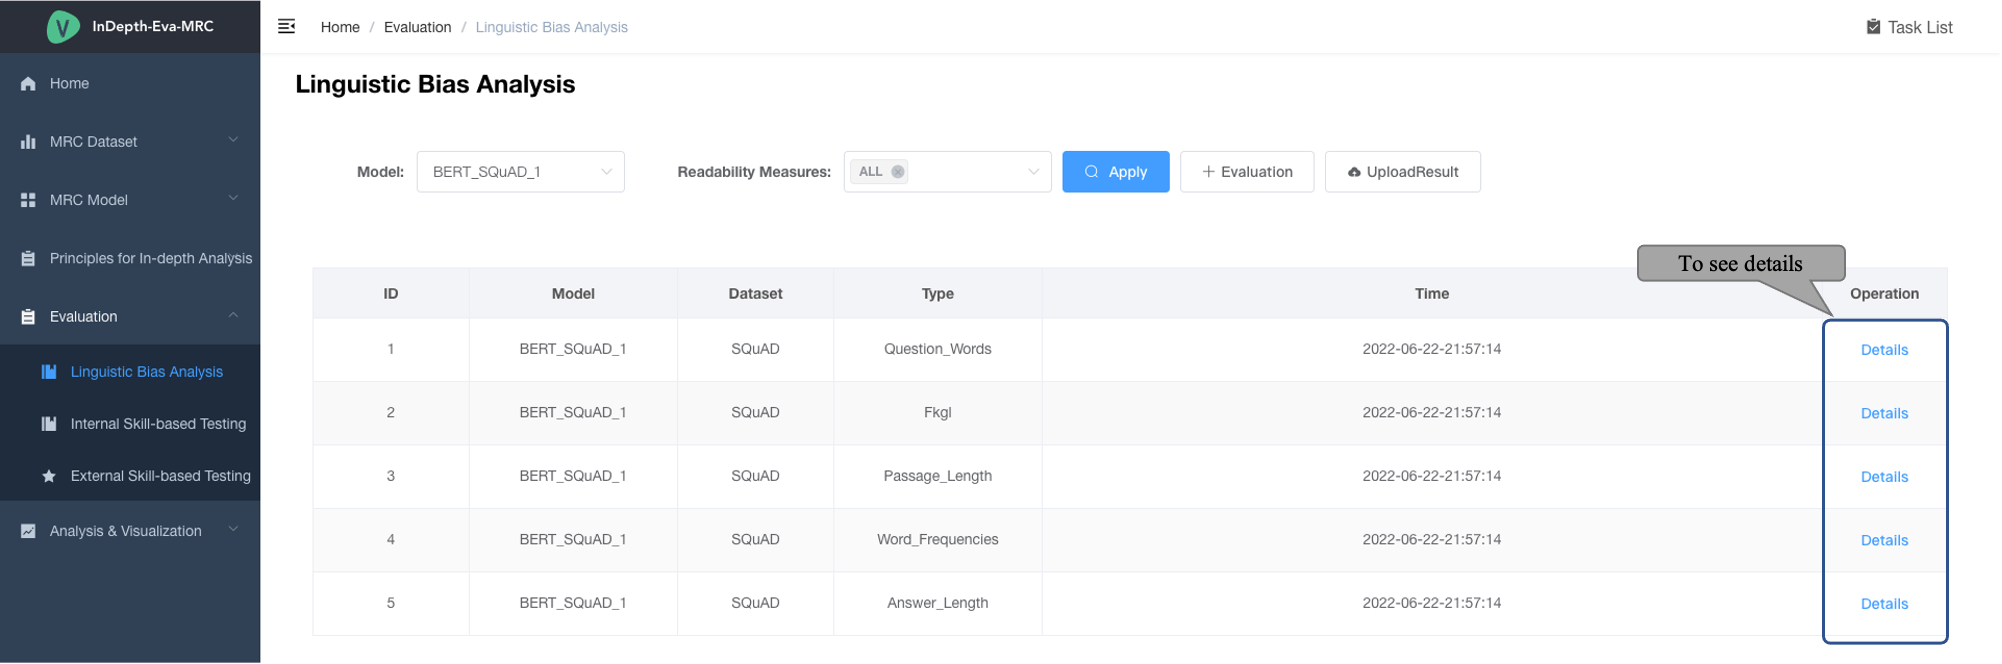 InDepth-Eva-MRC
Home / Evaluation / Linguistic Bias Analysis
Task List
Home
MRC Dataset
MRC Model
Principles for In-depth Analysis
Evaluation
Linguistic Bias Analysis
Internal Skill-based Testing
External Skill-based Testing
Analysis & Visualization
Linguistic Bias Analysis
Model: BERT_SQuAD_1 Readability Measures: ALL Apply + Evaluation UploadResult
To see details
ID Model Dataset Type Time Operation
1 BERT_SQuAD_1 SQuAD Question_Words 2022-06-22-21:57:14 Details
2 BERT_SQuAD_1 SQuAD Fkgl 2022-06-22-21:57:14 Details
3 BERT_SQuAD_1 SQuAD Passage_Length 2022-06-22-21:57:14 Details
4 BERT_SQuAD_1 SQuAD Word_Frequencies 2022-06-22-21:57:14 Details
5 BERT_SQuAD_1 SQuAD Answer_Length 2022-06-22-21:57:14 Details